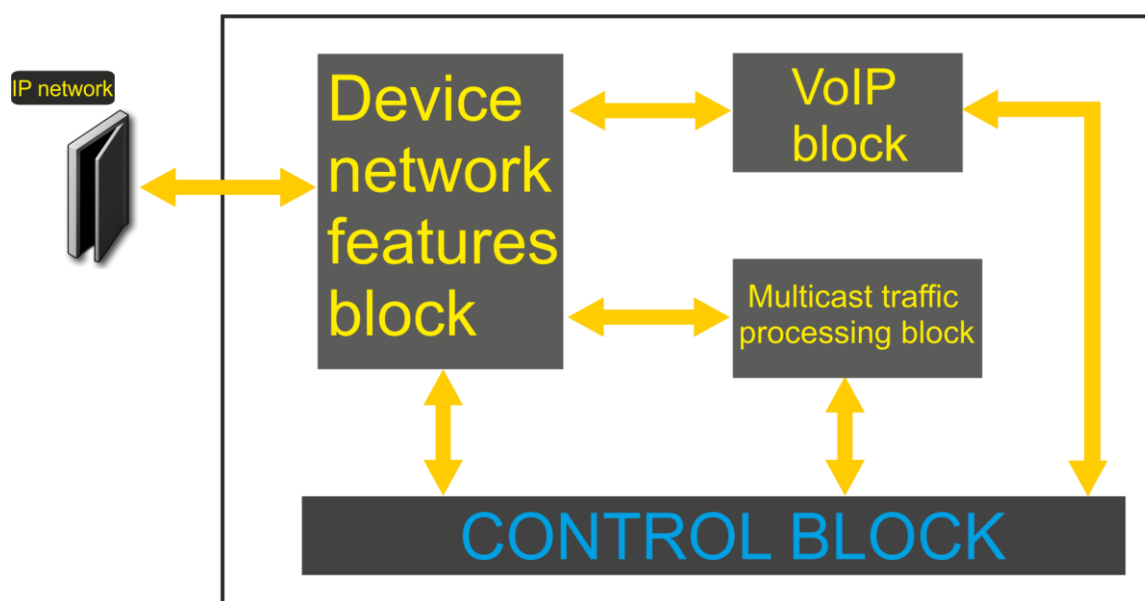 IP network
Device
network
features
block
VoIP
block
Multicast traffic
processing block
CONTROL BLOCK